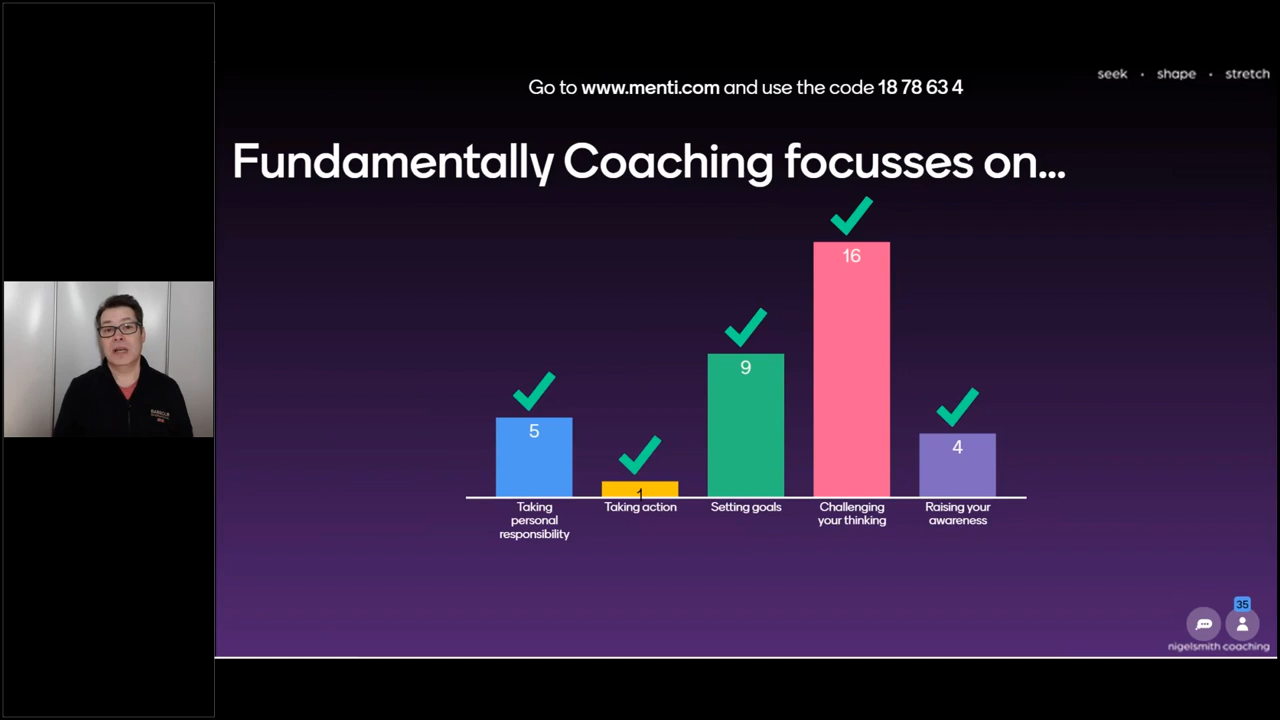 Go to www.menti.com and use the code 18 78 63 4
seek • shape • stretch
Fundamentally Coaching focusses on...
16
9
5
4
1
Taking personal responsibility
Taking action
Setting goals
Challenging your thinking
Raising your awareness
BARBOUR
35
nigelsmith coaching